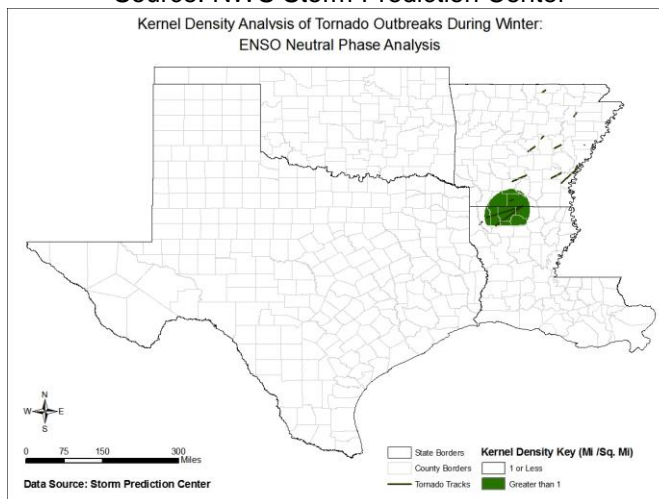 Source: NWS Storm Prediction Center
Kernel Density Analysis of Tornado Outbreaks During Winter:
ENSO Neutral Phase Analysis
N
W E
S
0 75 150 300
Miles
Data Source: Storm Prediction Center
State Borders
County Borders
Tornado Tracks
Kernel Density Key (Mi /Sq. Mi)
1 or Less
Greater than 1